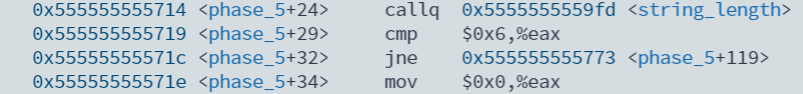 0x555555555714 <phase_5+24> callq 0x5555555559fd <string_length>
0x555555555719 <phase_5+29> cmp $0x6,%eax
0x55555555571c <phase_5+32> jne 0x555555555773 <phase_5+119>
0x55555555571e <phase_5+34> mov $0x0,%eax